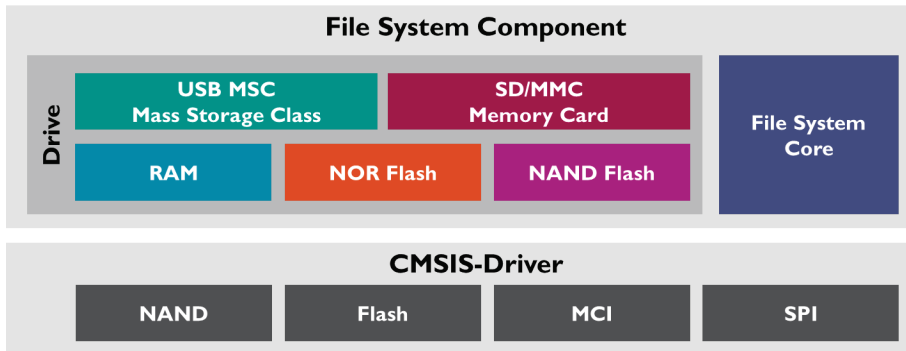 File System Component
Drive
USB MSC
Mass Storage Class
SD/MMC
Memory Card
RAM
NOR Flash
NAND Flash
File System
Core
CMSIS-Driver
NAND
Flash
MCI
SPI